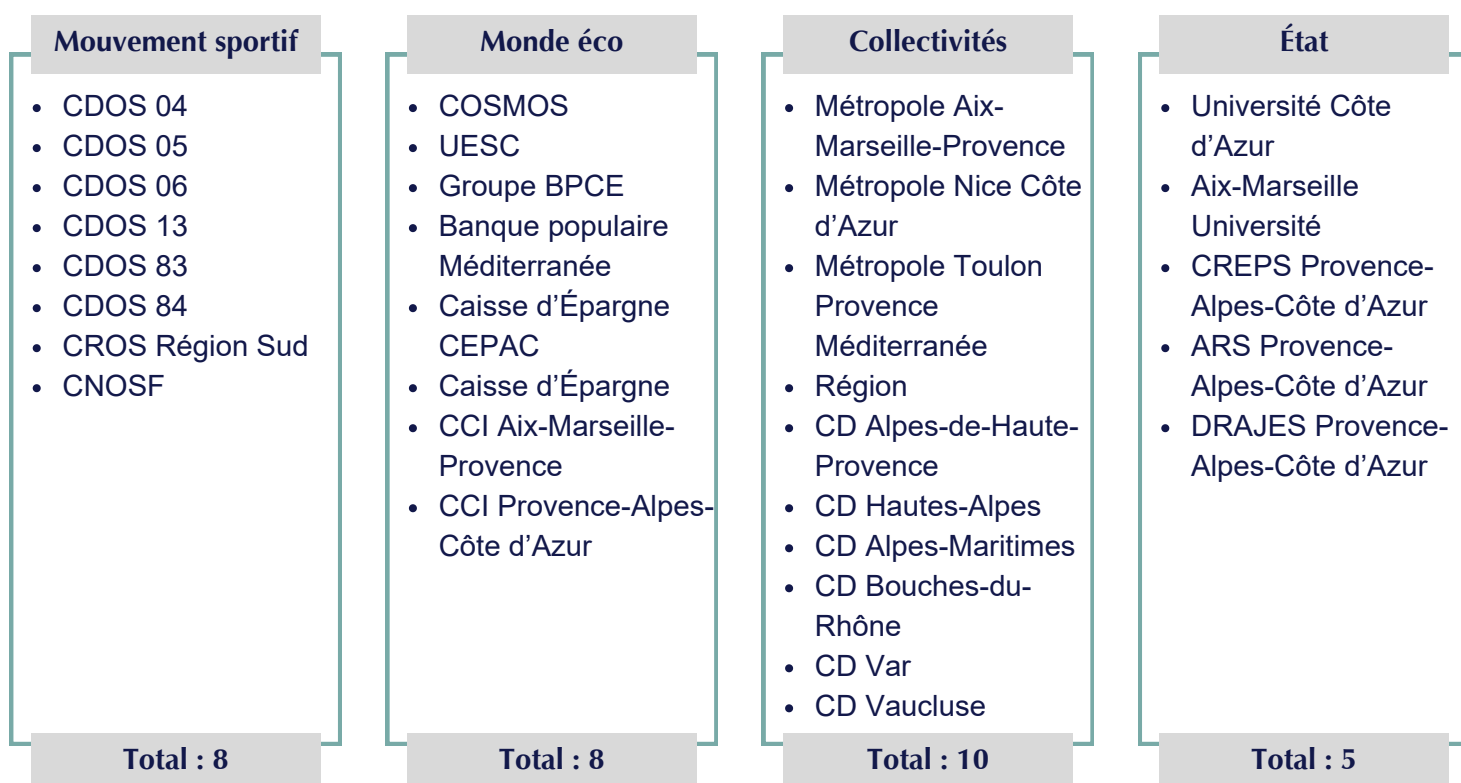 Mouvement sportif
CDOS 04
CDOS 05
CDOS 06
CDOS 13
CDOS 83
CDOS 84
CROS Région Sud
CNOSF
Total : 8
Monde éco
COSMOS
UESC
Groupe BPCE
Banque populaire
Méditerranée
Caisse d’Épargne
CEPAC
Caisse d’Épargne
CCI Aix-Marseille-
Provence
CCI Provence-Alpes-
Côte d’Azur
Total : 8
Collectivités
Métropole Aix-
Marseille-Provence
Métropole Nice Côte
d’Azur
Métropole Toulon
Provence
Méditerranée
Région
CD Alpes-de-Haute-
Provence
CD Hautes-Alpes
CD Alpes-Maritimes
CD Bouches-du-
Rhône
CD Var
CD Vaucluse
Total : 10
État
Université Côte
d’Azur
Aix-Marseille
Université
CREPS Provence-
Alpes-Côte d’Azur
ARS Provence-
Alpes-Côte d’Azur
DRAJES Provence-
Alpes-Côte d’Azur
Total : 5